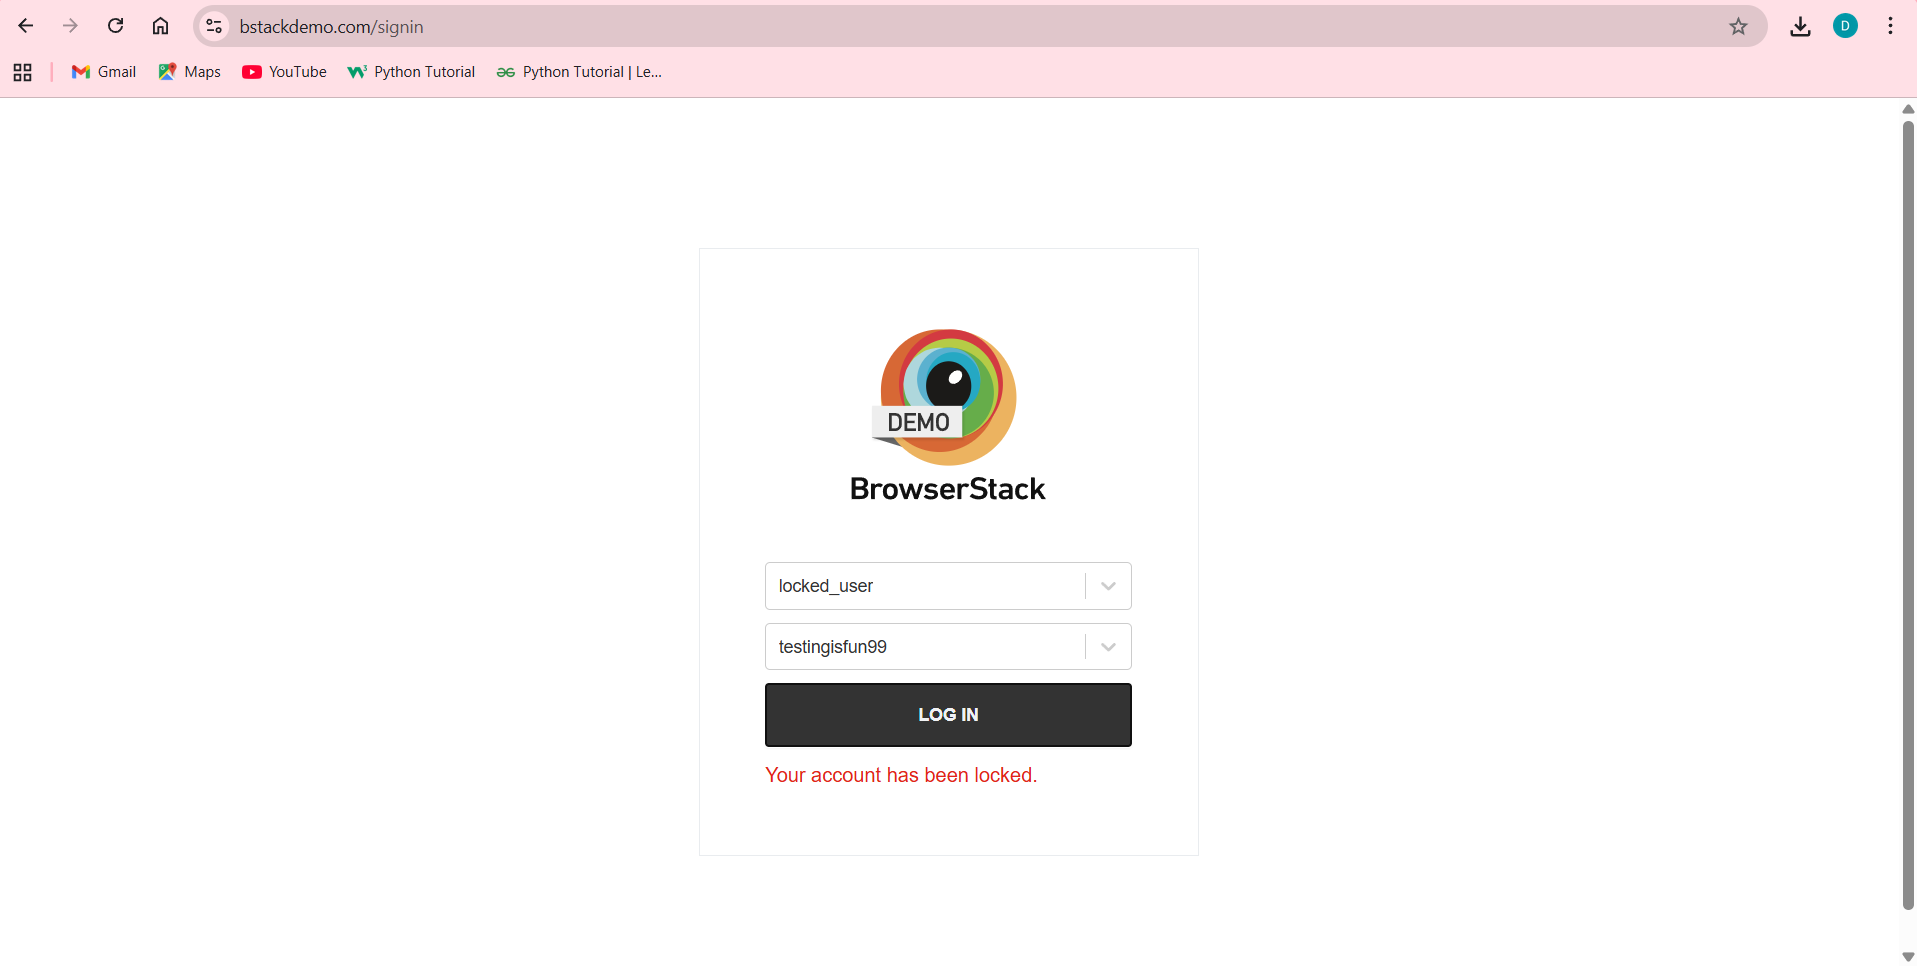 bstackdemo.com/signin
D
Gmail
Maps
YouTube
Python Tutorial
Python Tutorial | Le...
DEMO
BrowserStack
locked_user
testingisfun99
LOG IN
Your account has been locked.